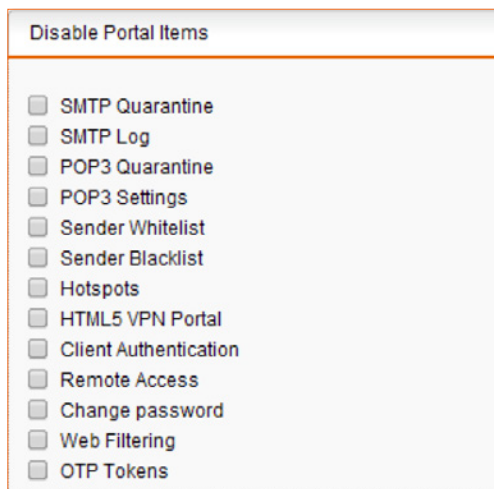 Disable Portal Items
SMTP Quarantine
SMTP Log
POP3 Quarantine
POP3 Settings
Sender Whitelist
Sender Blacklist
Hotspots
HTML5 VPN Portal
Client Authentication
Remote Access
Change password
Web Filtering
OTP Tokens